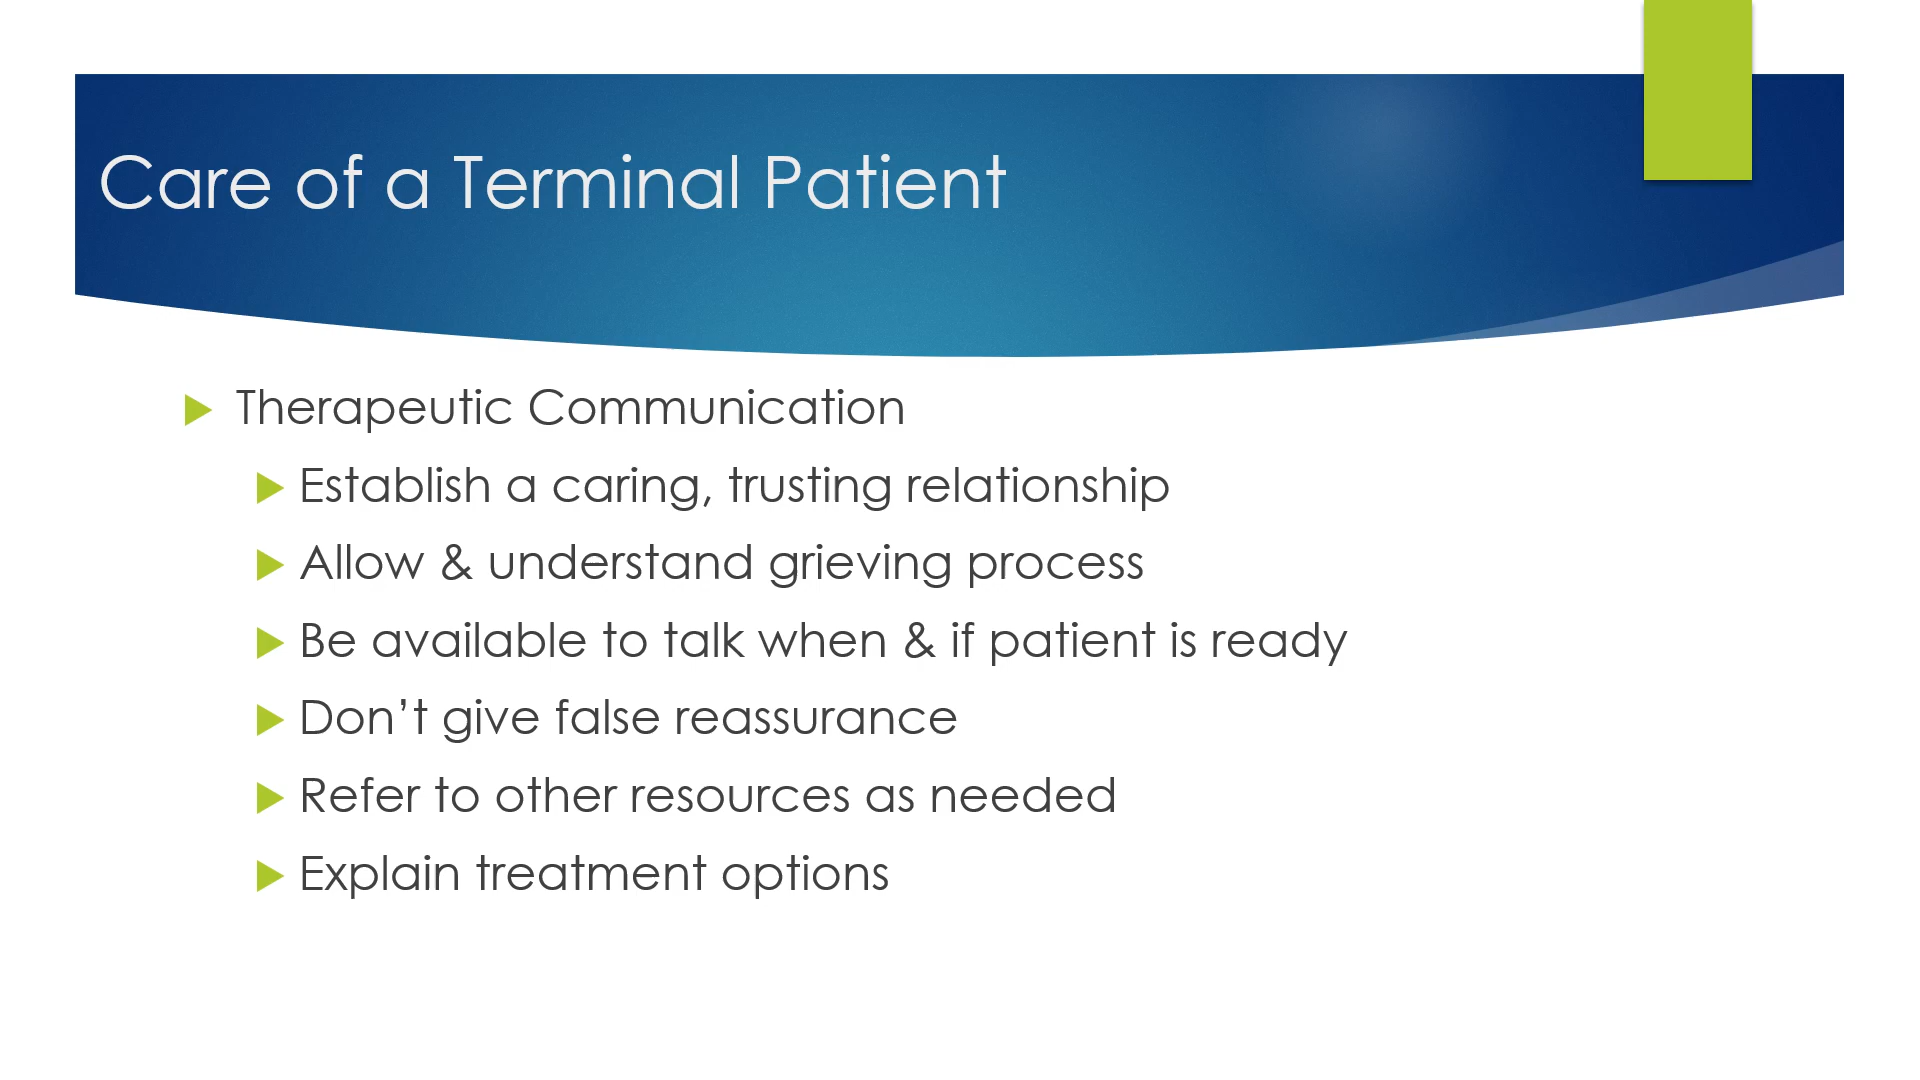 Care of a Terminal Patient
Therapeutic Communication
Establish a caring, trusting relationship
Allow & understand grieving process
Be available to talk when & if patient is ready
Don’t give false reassurance
Refer to other resources as needed
Explain treatment options